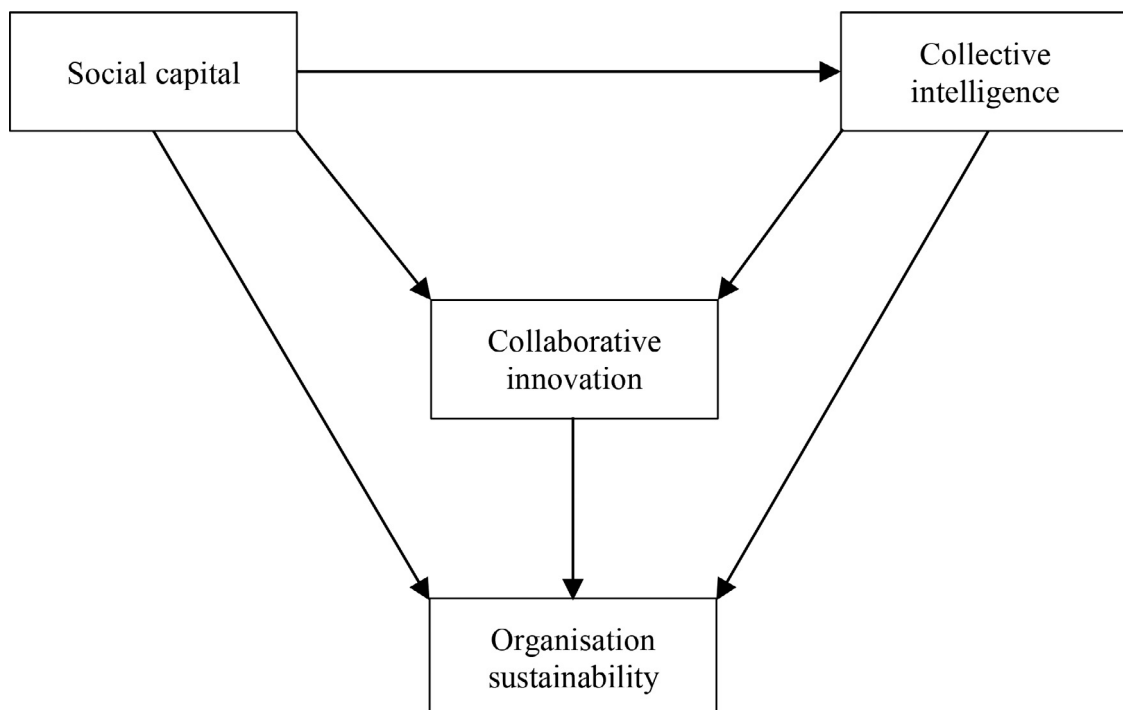 Social capital
Collective
intelligence
Collaborative
innovation
Organisation
sustainability